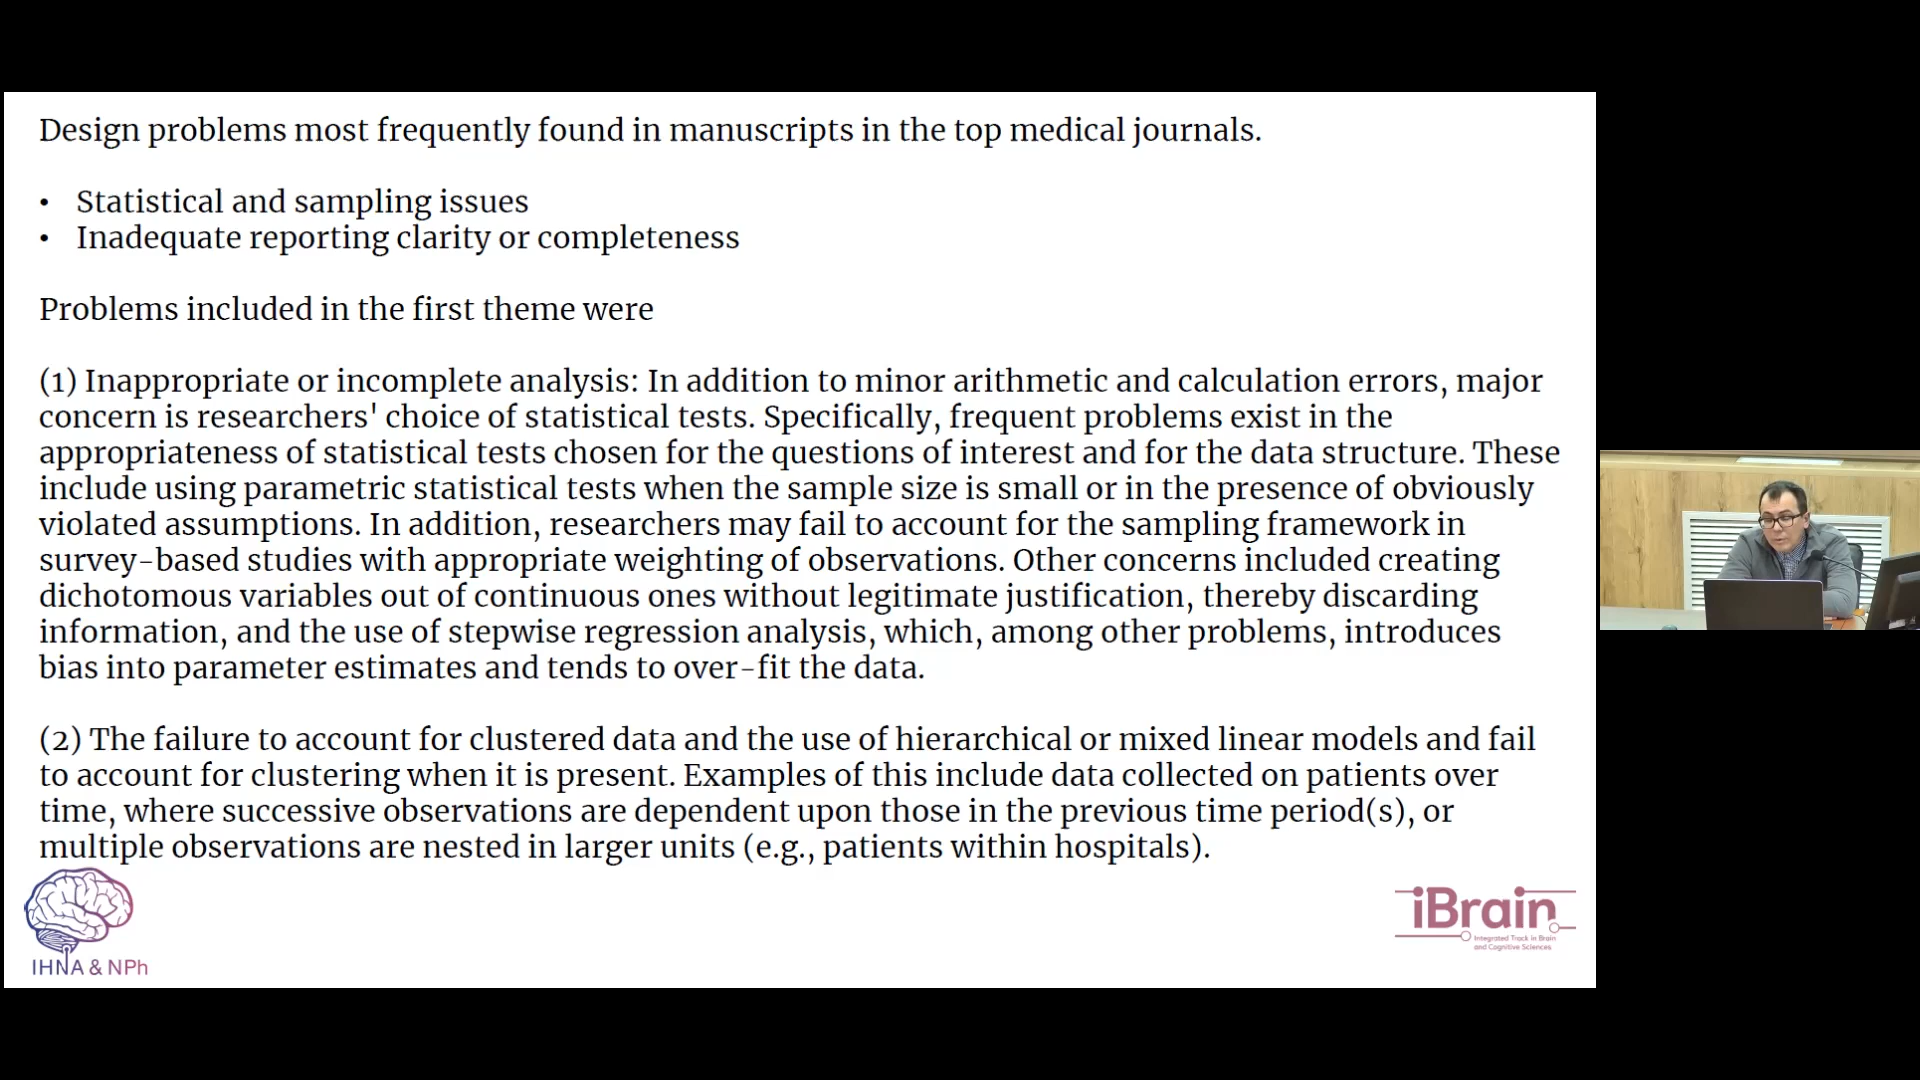 Design problems most frequently found in manuscripts in the top medical journals.
• Statistical and sampling issues
• Inadequate reporting clarity or completeness
Problems included in the first theme were
(1) Inappropriate or incomplete analysis: In addition to minor arithmetic and calculation errors, major
concern is researchers' choice of statistical tests. Specifically, frequent problems exist in the
appropriateness of statistical tests chosen for the questions of interest and for the data structure. These
include using parametric statistical tests when the sample size is small or in the presence of obviously
violated assumptions. In addition, researchers may fail to account for the sampling framework in
survey-based studies with appropriate weighting of observations. Other concerns included creating
dichotomous variables out of continuous ones without legitimate justification, thereby discarding
information, and the use of stepwise regression analysis, which, among other problems, introduces
bias into parameter estimates and tends to over-fit the data.
(2) The failure to account for clustered data and the use of hierarchical or mixed linear models and fail
to account for clustering when it is present. Examples of this include data collected on patients over
time, where successive observations are dependent upon those in the previous time period(s), or
multiple observations are nested in larger units (e.g., patients within hospitals).
IHNA & NPh
iBrain
Integrated Track in Brain
and Cognitive Sciences